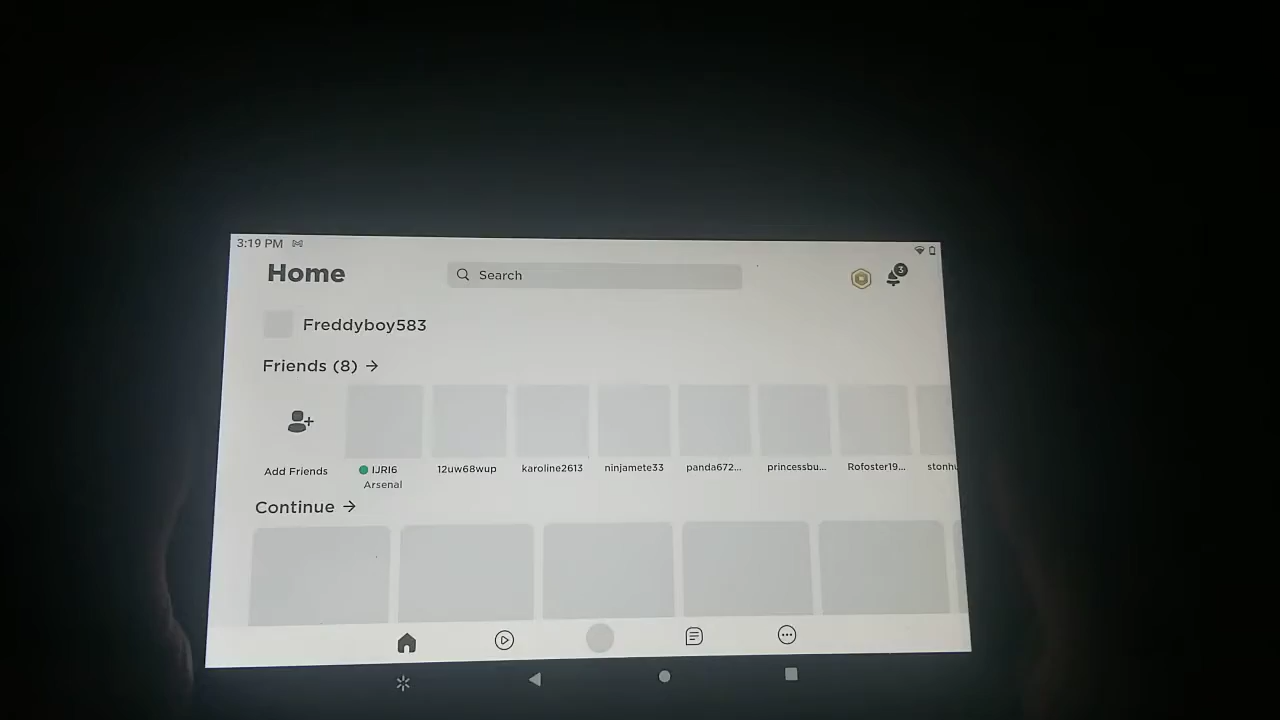 3:19 PM
Home
Search
3
Freddyboy583
Friends (8) →
Add Friends
IJRI6
12uw68wup
karoline2613
ninjamete33
panda672...
princessbu...
Rofoster19...
stonhu
Arsenal
Continue →